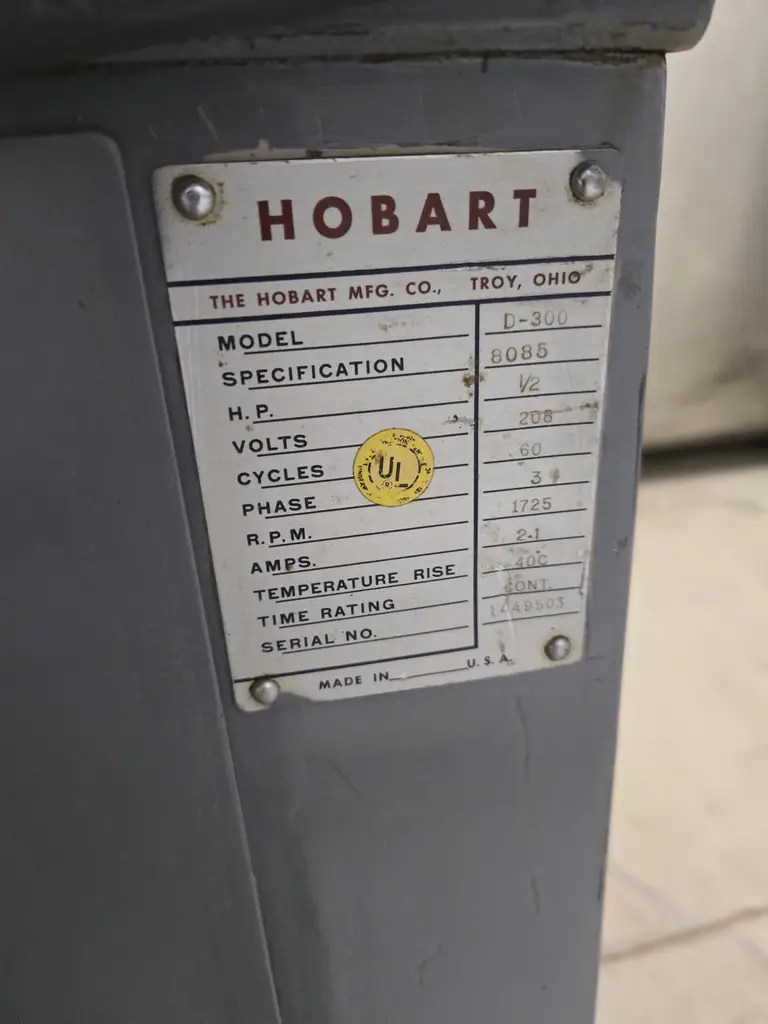 HOBART
THE HOBART MFG. CO., TROY, OHIO
MODEL D-300
SPECIFICATION 8085
H.P. 1/2
VOLTS 208
CYCLES 60
PHASE 3
R.P.M. 1725
AMPS. 2.1
TEMPERATURE RISE 40C
TIME RATING CONT.
SERIAL NO. 1449503
UL
MADE IN U.S.A.